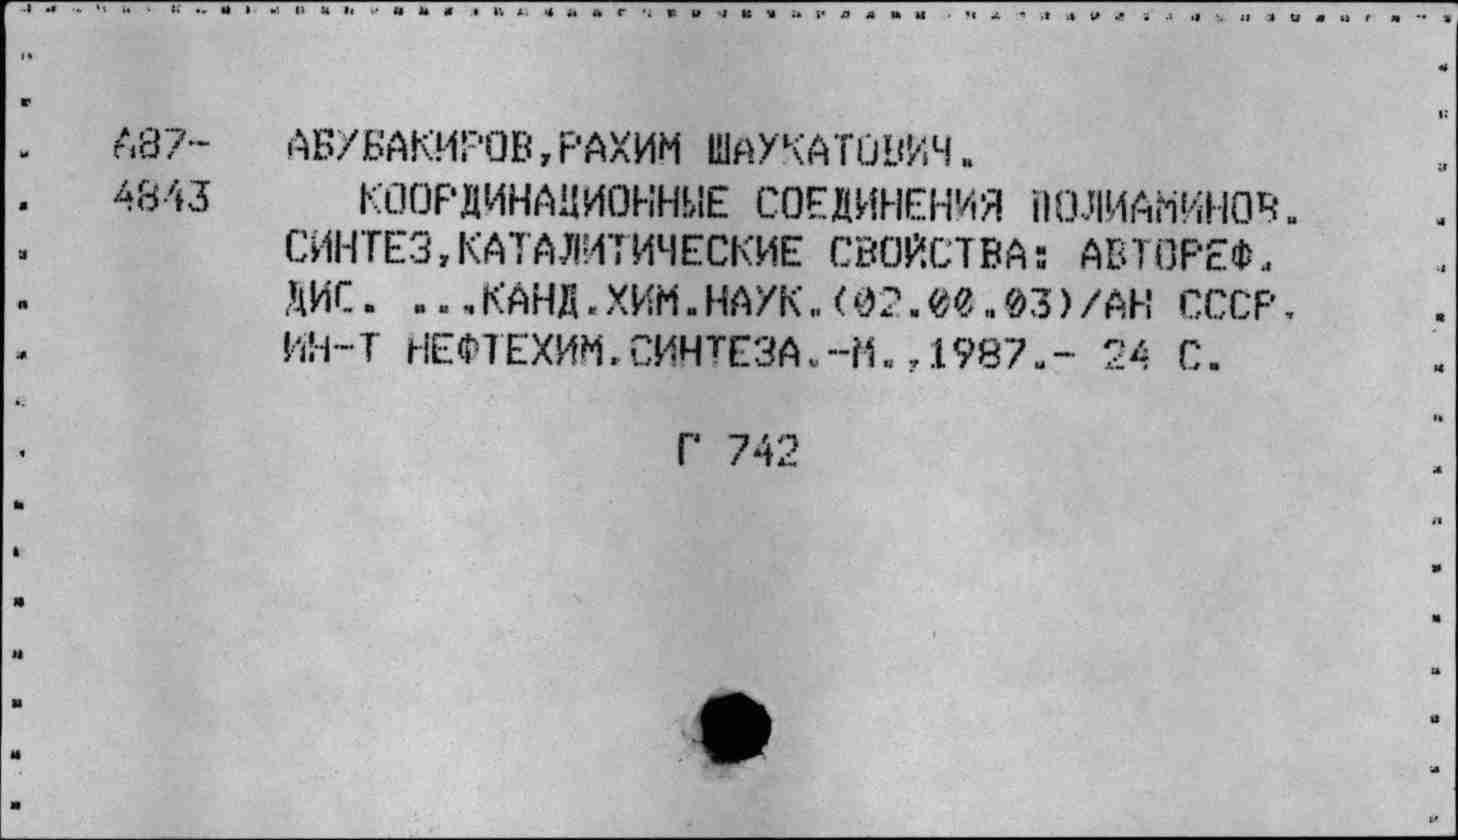 А87- АБУБАКИРОВ,РАХИМ ШАУКАТОВИЧ.
4843 КООРДИНАЦИОННЫЕ СОЕДИНЕНИЯ ПОЛИАМИНОВ.
СИНТЕЗ,КАТАЛИТИЧЕСКИЕ СВОЙСТВА: АВТОРЕФ.
ДИС. ...КАНД.ХИМ.НАУК.(02.00.03)/АН СССР,
ИН-Т НЕФТЕХИМ.СИНТЕЗА.-М.,1987.- 24 С.
Г 742